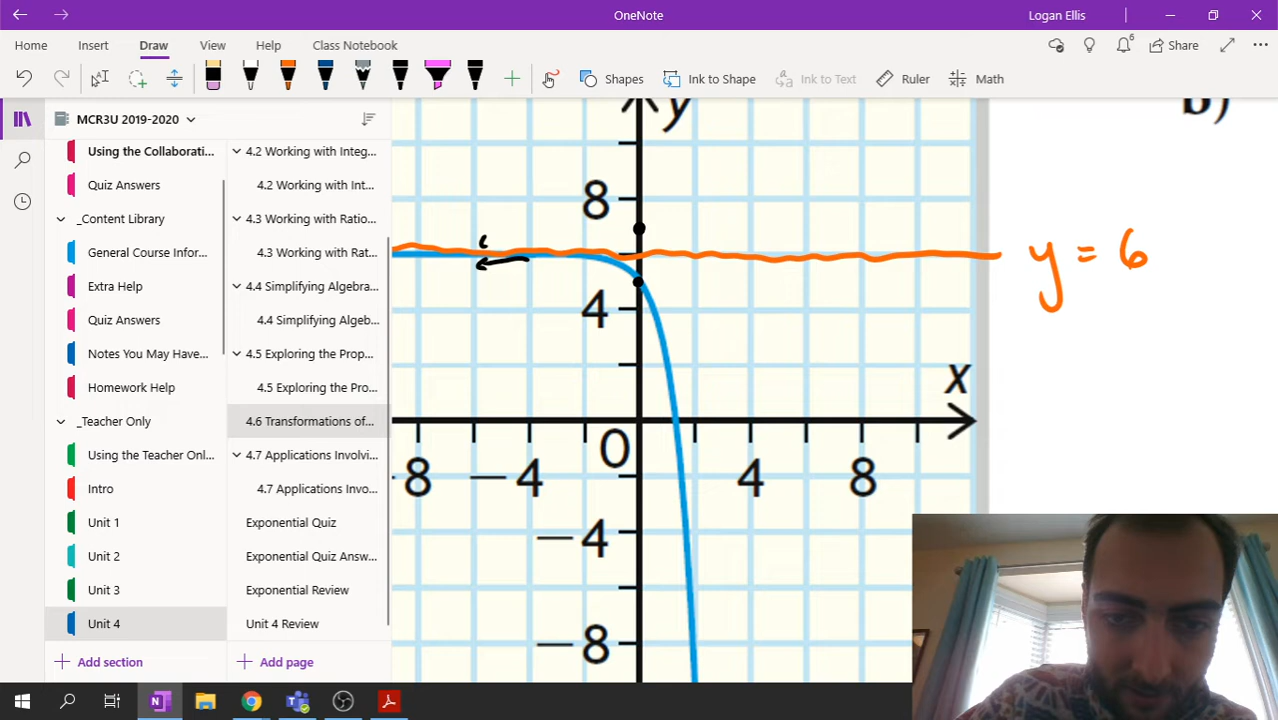 OneNote
Logan Ellis
Home
Insert
Draw
View
Help
Class Notebook
6
Share
Shapes
Ink to Shape
Ink to Text
Ruler
Math
MCR3U 2019-2020
Using the Collaborati...
Quiz Answers
_Content Library
General Course Infor...
Extra Help
Quiz Answers
Notes You May Have...
Homework Help
_Teacher Only
Using the Teacher Onl...
Intro
Unit 1
Unit 2
Unit 3
Unit 4
Add section
4.2 Working with Integ...
4.2 Working with Int...
4.3 Working with Ratio...
4.3 Working with Rat...
4.4 Simplifying Algebra...
4.4 Simplifying Algeb...
4.5 Exploring the Prop...
4.5 Exploring the Pro...
4.6 Transformations of...
4.7 Applications Involvi...
4.7 Applications Invo...
Exponential Quiz
Exponential Quiz Answ...
Exponential Review
Unit 4 Review
Add page
y
b)
8
y = 6
4
x
0
-8 -4 4 8
-4
-8